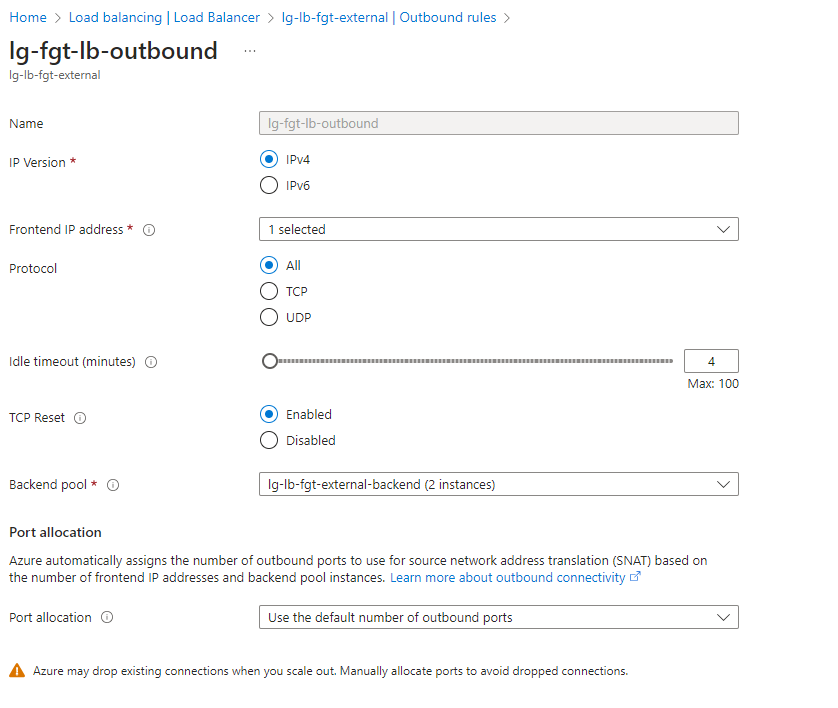 Home > Load balancing | Load Balancer > lg-lb-fgt-external | Outbound rules >
lg-fgt-lb-outbound ...
lg-lb-fgt-external
Name lg-fgt-lb-outbound
IP Version * IPv4
IPv6
Frontend IP address * 1 selected
Protocol All
TCP
UDP
Idle timeout (minutes) 4
Max: 100
TCP Reset Enabled
Disabled
Backend pool * lg-lb-fgt-external-backend (2 instances)
Port allocation
Azure automatically assigns the number of outbound ports to use for source network address translation (SNAT) based on
the number of frontend IP addresses and backend pool instances. Learn more about outbound connectivity
Port allocation Use the default number of outbound ports
Azure may drop existing connections when you scale out. Manually allocate ports to avoid dropped connections.